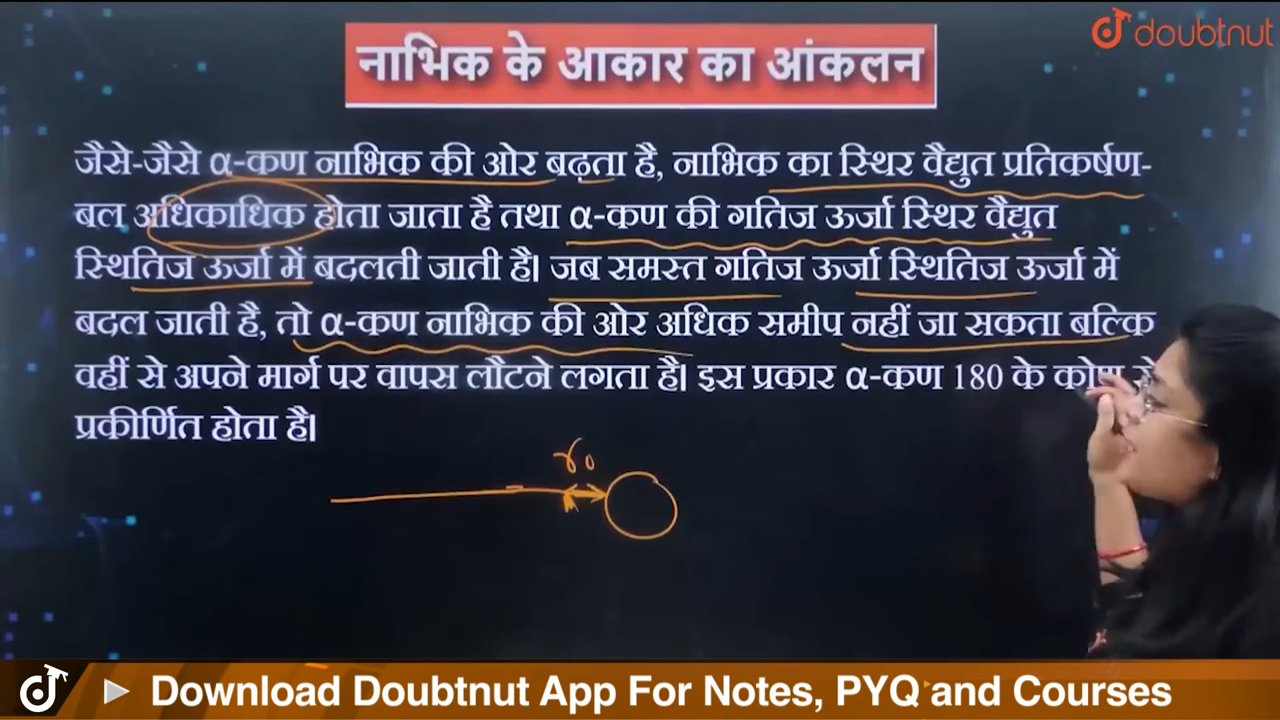 doubtnut
नाभिक के आकार का आंकलन
जैसे-जैसे α-कण नाभिक की ओर बढ़ता है, नाभिक का स्थिर वैद्युत प्रतिकर्षण-
बल अधिकाधिक होता जाता है तथा α-कण की गतिज ऊर्जा स्थिर वैद्युत
स्थितिज ऊर्जा में बदलती जाती है। जब समस्त गतिज ऊर्जा स्थितिज ऊर्जा में
बदल जाती है, तो α-कण नाभिक की ओर अधिक समीप नहीं जा सकता बल्कि
वहीं से अपने मार्ग पर वापस लौटने लगता है। इस प्रकार α-कण 180 के कोण
प्रकीर्णित होता है।
r₀
Download Doubtnut App For Notes, PYQ and Courses